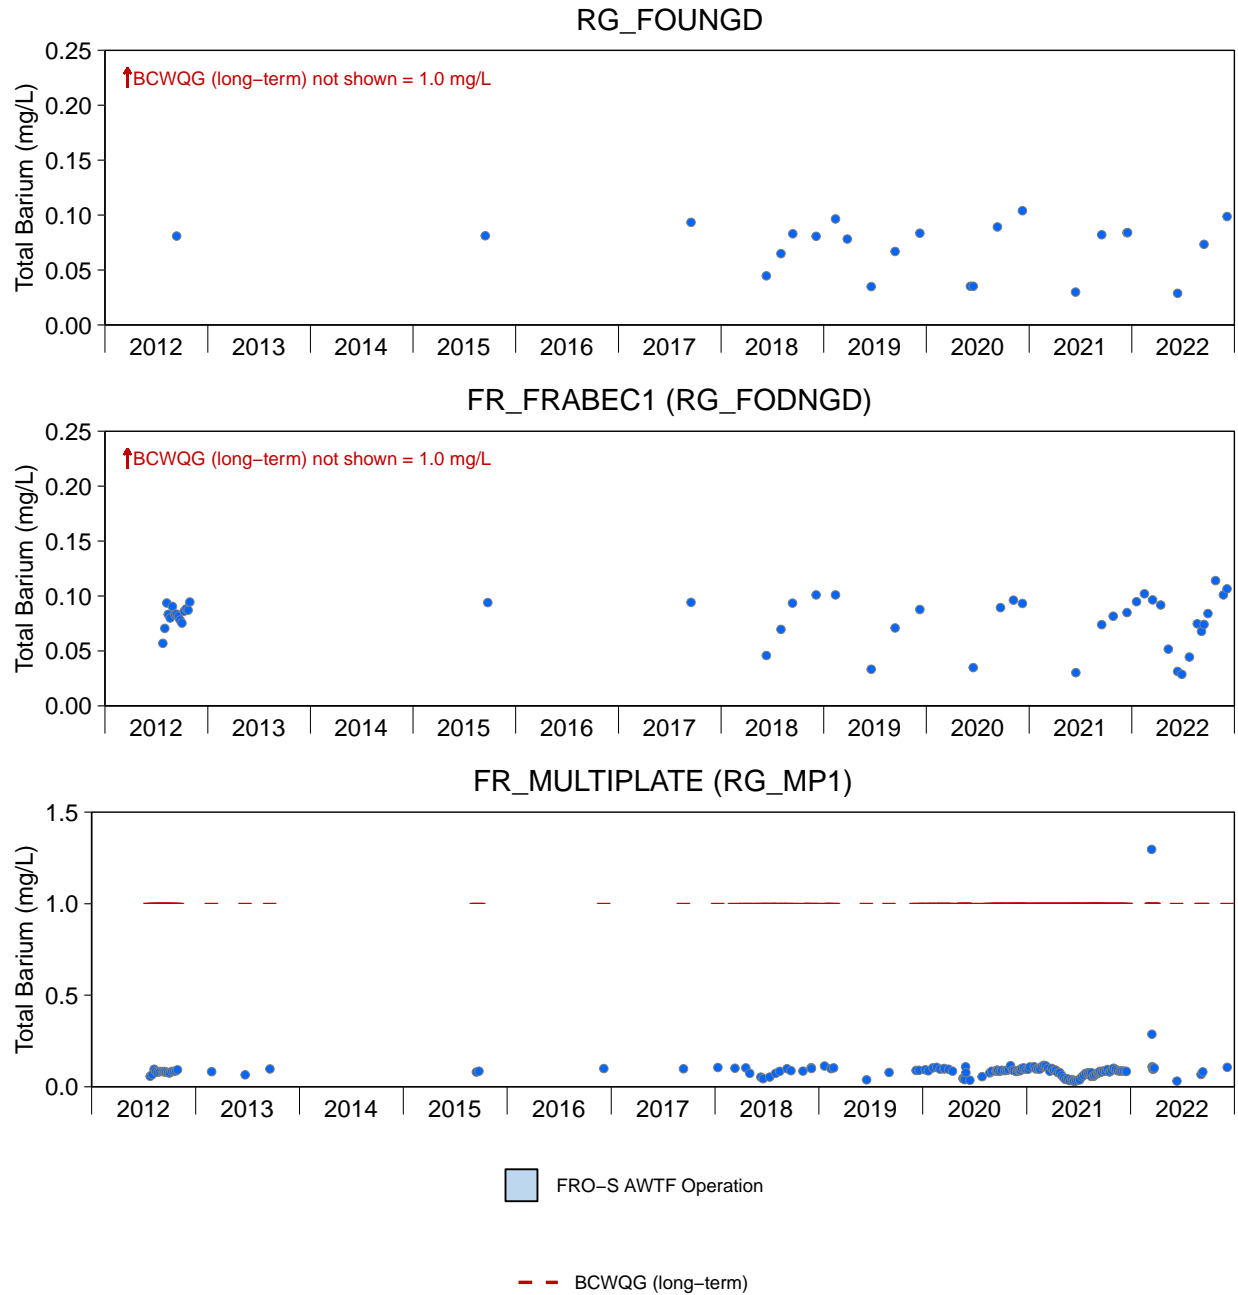 RG_FOUNGD
Total Barium (mg/L)
0.25
0.20
0.15
0.10
0.05
0.00
BCWQG (long−term) not shown = 1.0 mg/L
2012 2013 2014 2015 2016 2017 2018 2019 2020 2021 2022
FR_FRABEC1 (RG_FODNGD)
Total Barium (mg/L)
0.25
0.20
0.15
0.10
0.05
0.00
BCWQG (long−term) not shown = 1.0 mg/L
2012 2013 2014 2015 2016 2017 2018 2019 2020 2021 2022
FR_MULTIPLATE (RG_MP1)
Total Barium (mg/L)
1.5
1.0
0.5
0.0
2012 2013 2014 2015 2016 2017 2018 2019 2020 2021 2022
FRO−S AWTF Operation
BCWQG (long−term)